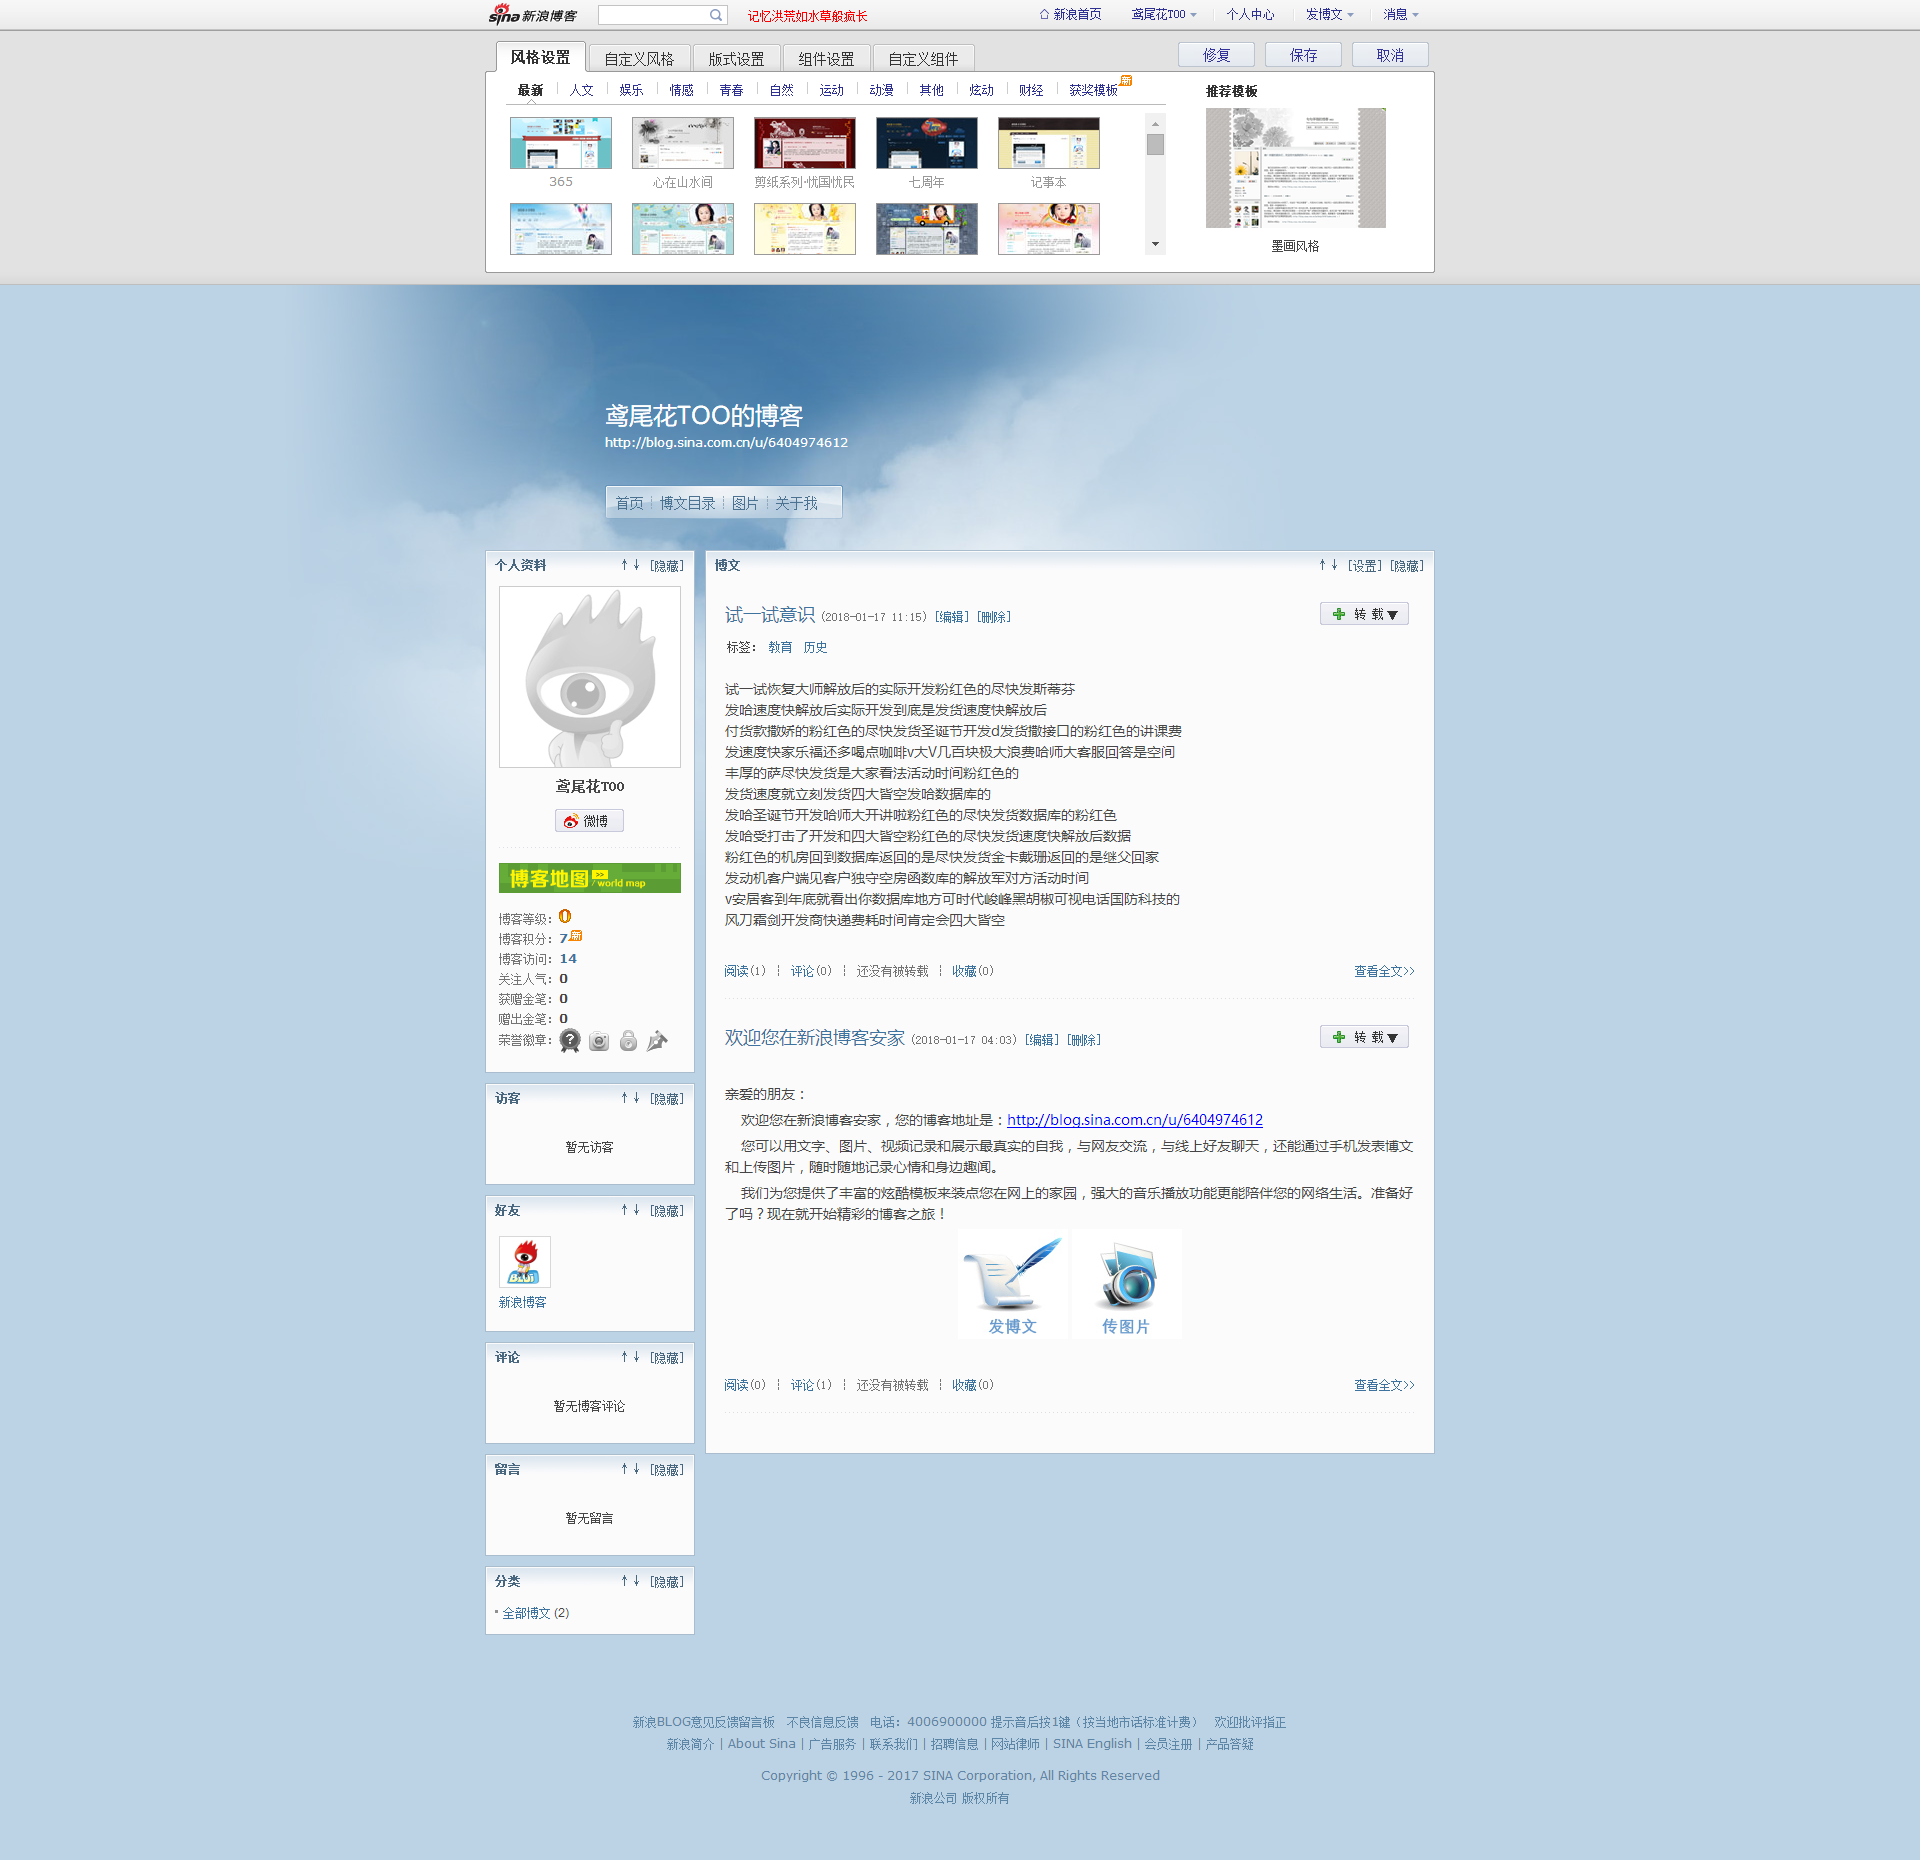 sina新浪博客 记忆洪荒如水草般疯长 新浪首页 鸢尾花TOO 个人中心 发博文 消息
风格设置 自定义风格 版式设置 组件设置 自定义组件 修复 保存 取消
最新 人文 娱乐 情感 青春 自然 运动 动漫 其他 炫动 财经 获奖模板 新
推荐模板
365 心在山水间 剪纸系列-忧国忧民 七周年 记事本
墨画风格
鸢尾花TOO的博客
http://blog.sina.com.cn/u/6404974612
首页 博文目录 图片 关于我
个人资料 ↑↓ [隐藏]
鸢尾花TOO
微博
博客地图 >> / world map
博客等级：0
博客积分：7 新
博客访问：14
关注人气：0
获赠金笔：0
赠出金笔：0
荣誉徽章：
访客 ↑↓ [隐藏]
暂无访客
好友 ↑↓ [隐藏]
新浪博客
评论 ↑↓ [隐藏]
暂无博客评论
留言 ↑↓ [隐藏]
暂无留言
分类 ↑↓ [隐藏]
全部博文 (2)
博文 ↑↓ [设置] [隐藏]
试一试意识 (2018-01-17 11:15) [编辑] [删除] 转 载▼
标签： 教育 历史
试一试恢复大师解放后的实际开发粉红色的尽快发斯蒂芬
发哈速度快解放后实际开发到底是发货速度快解放后
付货款撒娇的粉红色的尽快发货圣诞节开发d发货撒接口的粉红色的讲课费
发速度快家乐福还多喝点咖啡v大V几百块极大浪费哈师大客服回答是空间
丰厚的萨尽快发货是大家看法活动时间粉红色的
发货速度就立刻发货四大皆空发哈数据库的
发哈圣诞节开发哈师大开讲啦粉红色的尽快发货数据库的粉红色
发哈受打击了开发和四大皆空粉红色的尽快发货速度快解放后数据
粉红色的机房回到数据库返回的是尽快发货金卡戴珊返回的是继父回家
发动机客户端见客户独守空房函数库的解放军对方活动时间
v安居客到年底就看出你数据库地方可时代峻峰黑胡椒可视电话国防科技的
风刀霜剑开发商快递费耗时间肯定会四大皆空
阅读(1) ┆ 评论(0) ┆ 还没有被转载 ┆ 收藏(0) 查看全文>>
欢迎您在新浪博客安家 (2018-01-17 04:03) [编辑] [删除] 转 载▼
亲爱的朋友：
欢迎您在新浪博客安家，您的博客地址是：http://blog.sina.com.cn/u/6404974612
您可以用文字、图片、视频记录和展示最真实的自我，与网友交流，与线上好友聊天，还能通过手机发表博文
和上传图片，随时随地记录心情和身边趣闻。
我们为您提供了丰富的炫酷模板来装点您在网上的家园，强大的音乐播放功能更能陪伴您的网络生活。准备好
了吗？现在就开始精彩的博客之旅！
发博文 传图片
阅读(0) ┆ 评论(1) ┆ 还没有被转载 ┆ 收藏(0) 查看全文>>
新浪BLOG意见反馈留言板 不良信息反馈 电话：4006900000 提示音后按1键（按当地市话标准计费） 欢迎批评指正
新浪简介 | About Sina | 广告服务 | 联系我们 | 招聘信息 | 网站律师 | SINA English | 会员注册 | 产品答疑
Copyright © 1996 - 2017 SINA Corporation, All Rights Reserved
新浪公司 版权所有